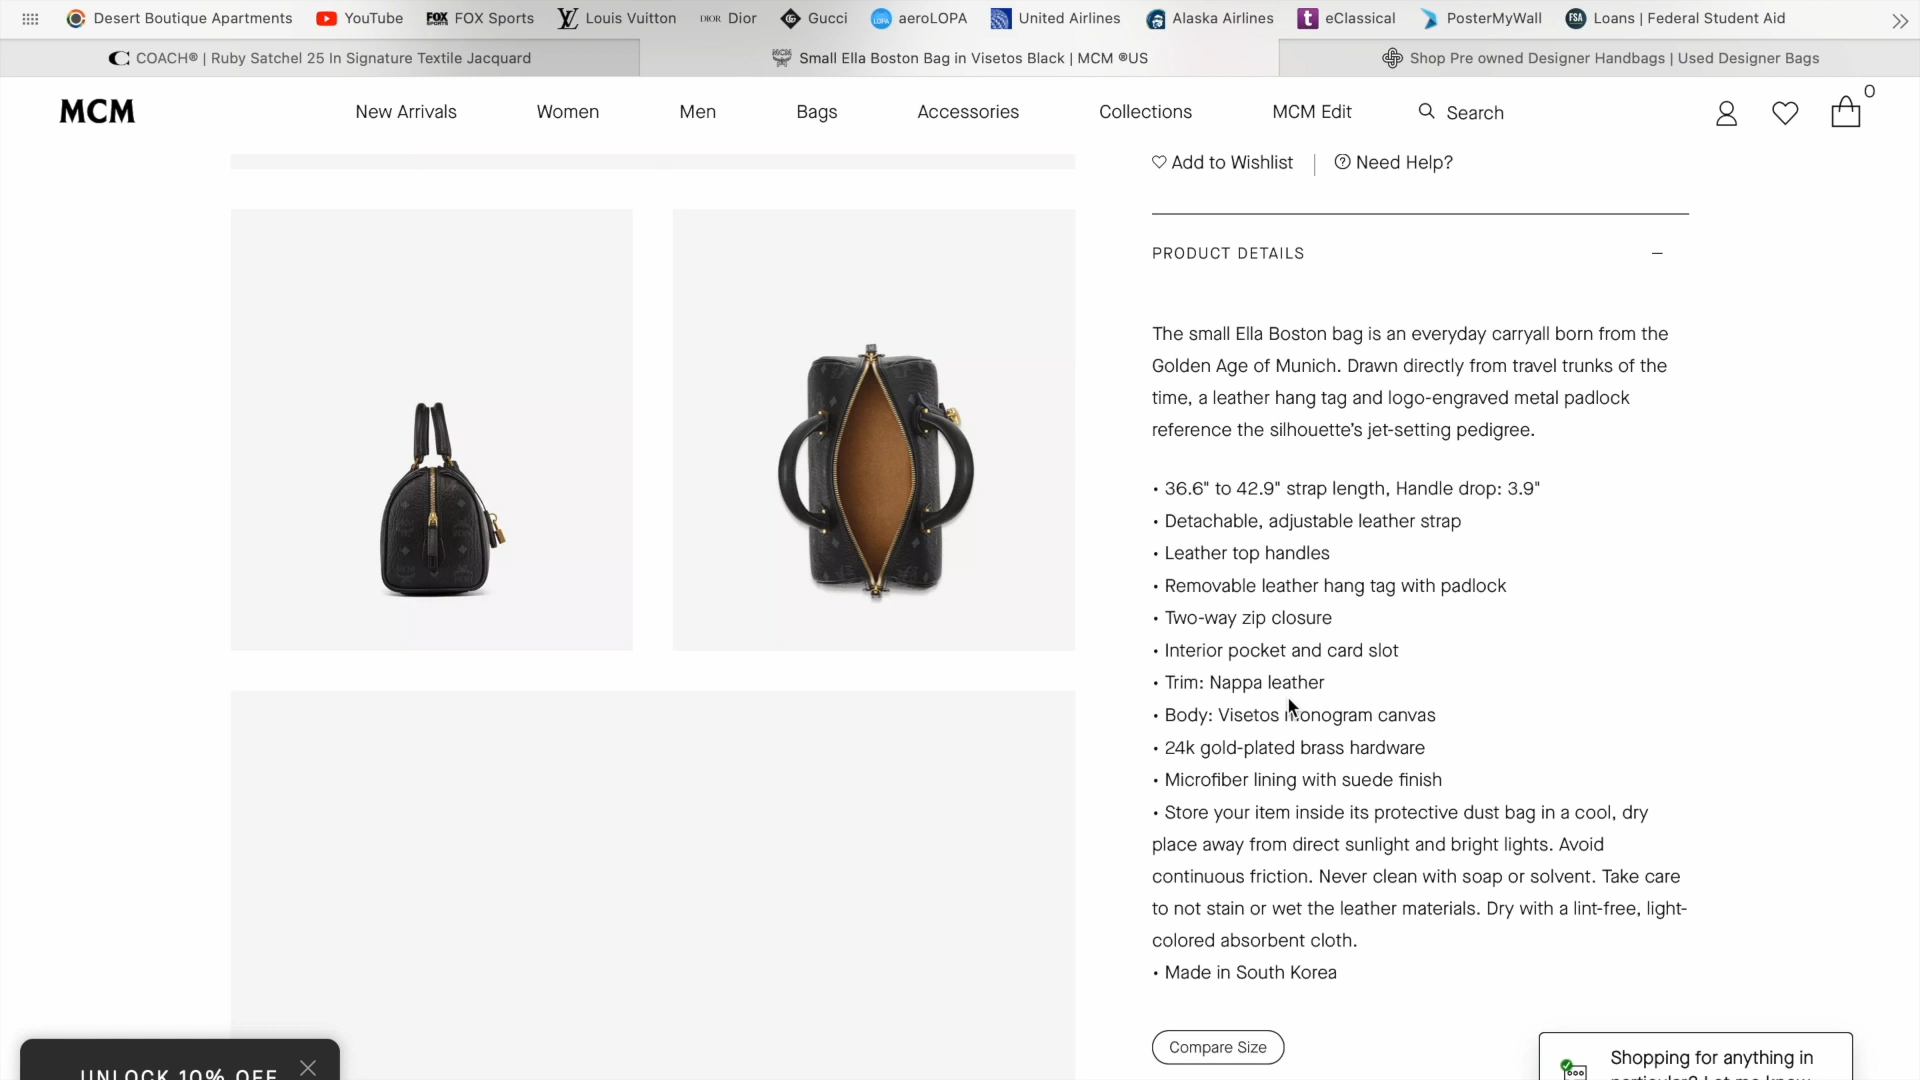 Desert Boutique Apartments YouTube FOX Sports Louis Vuitton DIOR Dior Gucci aeroLOPA United Airlines Alaska Airlines eClassical PosterMyWall FSA Loans | Federal Student Aid
COACH® | Ruby Satchel 25 In Signature Textile Jacquard
Small Ella Boston Bag in Visetos Black | MCM ®US
Shop Pre owned Designer Handbags | Used Designer Bags
MCM
New Arrivals Women Men Bags Accessories Collections MCM Edit Search 0
Add to Wishlist | Need Help?
PRODUCT DETAILS
The small Ella Boston bag is an everyday carryall born from the
Golden Age of Munich. Drawn directly from travel trunks of the
time, a leather hang tag and logo-engraved metal padlock
reference the silhouette's jet-setting pedigree.
• 36.6" to 42.9" strap length, Handle drop: 3.9"
• Detachable, adjustable leather strap
• Leather top handles
• Removable leather hang tag with padlock
• Two-way zip closure
• Interior pocket and card slot
• Trim: Nappa leather
• Body: Visetos monogram canvas
• 24k gold-plated brass hardware
• Microfiber lining with suede finish
• Store your item inside its protective dust bag in a cool, dry
place away from direct sunlight and bright lights. Avoid
continuous friction. Never clean with soap or solvent. Take care
to not stain or wet the leather materials. Dry with a lint-free, light-
colored absorbent cloth.
• Made in South Korea
Compare Size
UNLOCK 10% OFF
Shopping for anything in
particular? Let me know